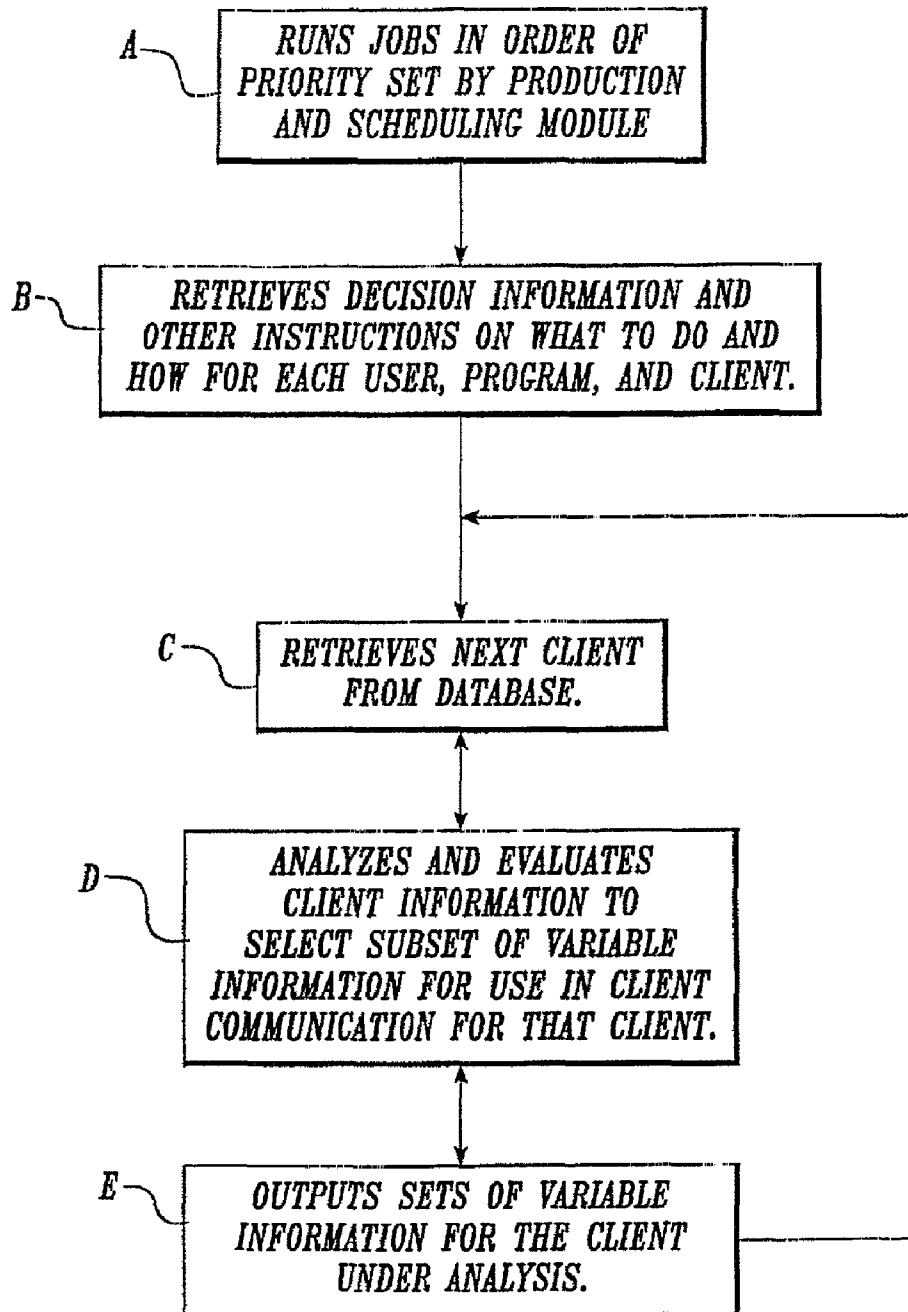 A
RUNS JOBS IN ORDER OF
PRIORITY SET BY PRODUCTION
AND SCHEDULING MODULE
B
RETRIEVES DECISION INFORMATION AND
OTHER INSTRUCTIONS ON WHAT TO DO AND
HOW FOR EACH USER, PROGRAM, AND CLIENT.
C
RETRIEVES NEXT CLIENT
FROM DATABASE.
D
ANALYZES AND EVALUATES
CLIENT INFORMATION TO
SELECT SUBSET OF VARIABLE
INFORMATION FOR USE IN CLIENT
COMMUNICATION FOR THAT CLIENT.
E
OUTPUTS SETS OF VARIABLE
INFORMATION FOR THE CLIENT
UNDER ANALYSIS.